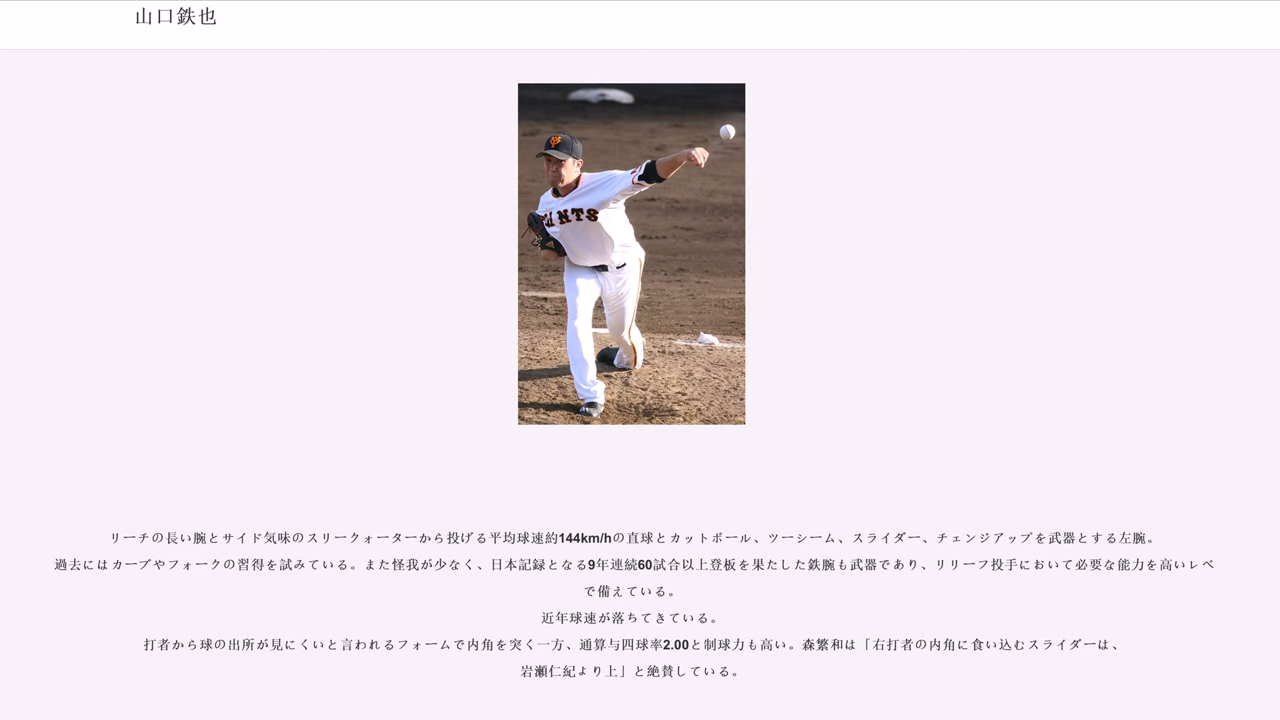 山口鉄也
GIANTS
リーチの長い腕とサイド気味のスリークォーターから投げる平均球速約144km/hの直球とカットボール、ツーシーム、スライダー、チェンジアップを武器とする左腕。
過去にはカーブやフォークの習得を試みている。また怪我が少なく、日本記録となる9年連続60試合以上登板を果たした鉄腕も武器であり、リリーフ投手において必要な能力を高いレベ
で備えている。
近年球速が落ちてきている。
打者から球の出所が見にくいと言われるフォームで内角を突く一方、通算与四球率2.00と制球力も高い。森繁和は「右打者の内角に食い込むスライダーは、
岩瀬仁紀より上」と絶賛している。